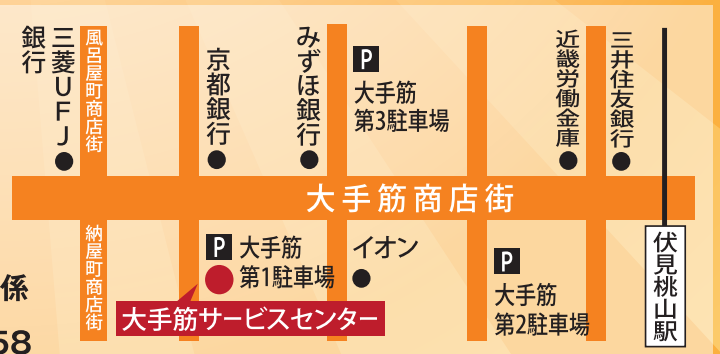 三菱UFJ
銀行
風呂屋町商店街
京都銀行
みずほ銀行
P
大手筋
第3駐車場
近畿労働金庫
三井住友銀行
大手筋商店街
納屋町商店街
P 大手筋
第1駐車場
イオン
P
大手筋
第2駐車場
伏見桃山駅
大手筋サービスセンター
係
58